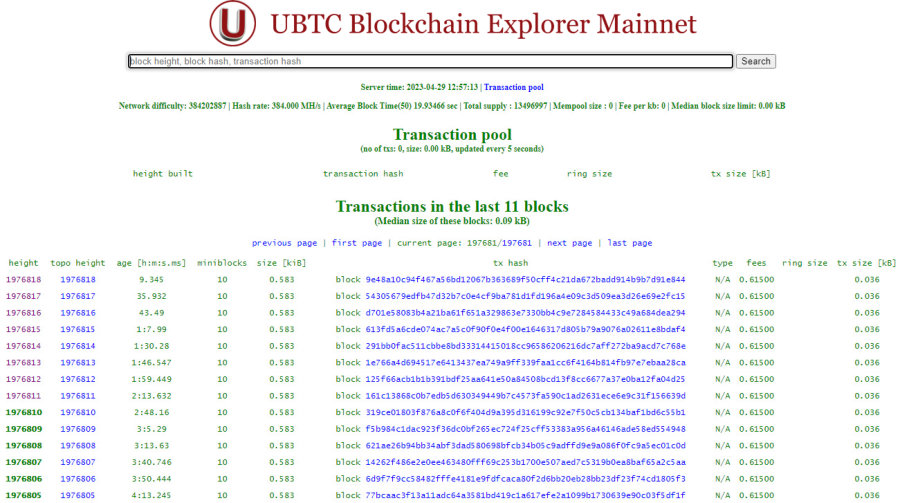 U UBTC Blockchain Explorer Mainnet
block height, block hash, transaction hash Search
Server time: 2023-04-29 12:57:13 | Transaction pool
Network difficulty: 384202887 | Hash rate: 384.000 MH/s | Average Block Time(50) 19.93466 sec | Total supply : 13496997 | Mempool size : 0 | Fee per kb: 0 | Median block size limit: 0.00 kB
Transaction pool
(no of txs: 0, size: 0.00 kB, updated every 5 seconds)
height built transaction hash fee ring size tx size [kB]
Transactions in the last 11 blocks
(Median size of these blocks: 0.09 kB)
previous page | first page | current page: 197681/197681 | next page | last page
height topo height age [h:m:s.ms] miniblocks size [kiB] tx hash type fees ring size tx size [kB]
1976818 1976818 9.345 10 0.583 block 9e48a10c94f467a56bd12067b363689f50cff4c21da672badd914b9b7d91e844 N/A 0.61500 0.036
1976817 1976817 35.932 10 0.583 block 54305679edfb47d32b7c0e4cf9ba781d1fd196a4e09c3d509ea3d26e69e2fc15 N/A 0.61500 0.036
1976816 1976816 43.49 10 0.583 block d701e58083b4a21ba61f651a329863e7330bb4c9e7284584433c49a684dea294 N/A 0.61500 0.036
1976815 1976815 1:7.99 10 0.583 block 613fd5a6cde074ac7a5c0f90f0e4f00e1646317d805b79a9076a02611e8bdaf4 N/A 0.61500 0.036
1976814 1976814 1:30.28 10 0.583 block 291bb0fac511cbbe8bd33314415018cc96586206216dc7aff272ba9acd7c768e N/A 0.61500 0.036
1976813 1976813 1:46.547 10 0.583 block 1e766a4d694517e6413437ea749a9ff339faa1cc6f4164b814fb97e7ebaa28ca N/A 0.61500 0.036
1976812 1976812 1:59.449 10 0.583 block 125f66acb1b1b391bdf25aa641e50a84508bcd13f8cc6677a37e0ba12fa04d25 N/A 0.61500 0.036
1976811 1976811 2:13.632 10 0.583 block 161c13868c0b7edb5d630349449b7c4573fa590c1ad2631ece6e9c31f156639d N/A 0.61500 0.036
1976810 1976810 2:48.16 10 0.583 block 319ce01803f876a8c0f6f404d9a395d316199c92e7f50c5cb134baf1bd6c55b1 N/A 0.61500 0.036
1976809 1976809 3:5.29 10 0.583 block f5b984c1dac923f36dc0bf265ec724f25cff53383a956a46146ade58ed554948 N/A 0.61500 0.036
1976808 1976808 3:13.63 10 0.583 block 621ae26b94bb34abf3dad580698bfcb34b05c9adffd9e9a086f0fc9a5ec01c0d N/A 0.61500 0.036
1976807 1976807 3:40.746 10 0.583 block 14262f486e2e0ee463480fff69c253b1700e507aed7c5319b0ea8baf65a2c5aa N/A 0.61500 0.036
1976806 1976806 3:50.444 10 0.583 block 6d9f7f9cc58482fffe4181e9fdfcaca80f2d6bb20eb28bb23df23f74cd1805f3 N/A 0.61500 0.036
1976805 1976805 4:13.245 10 0.583 block 77bcaac3f13a11adc64a3581bd419c1a617efe2a1099b1730639e90c03f5df1f N/A 0.61500 0.036